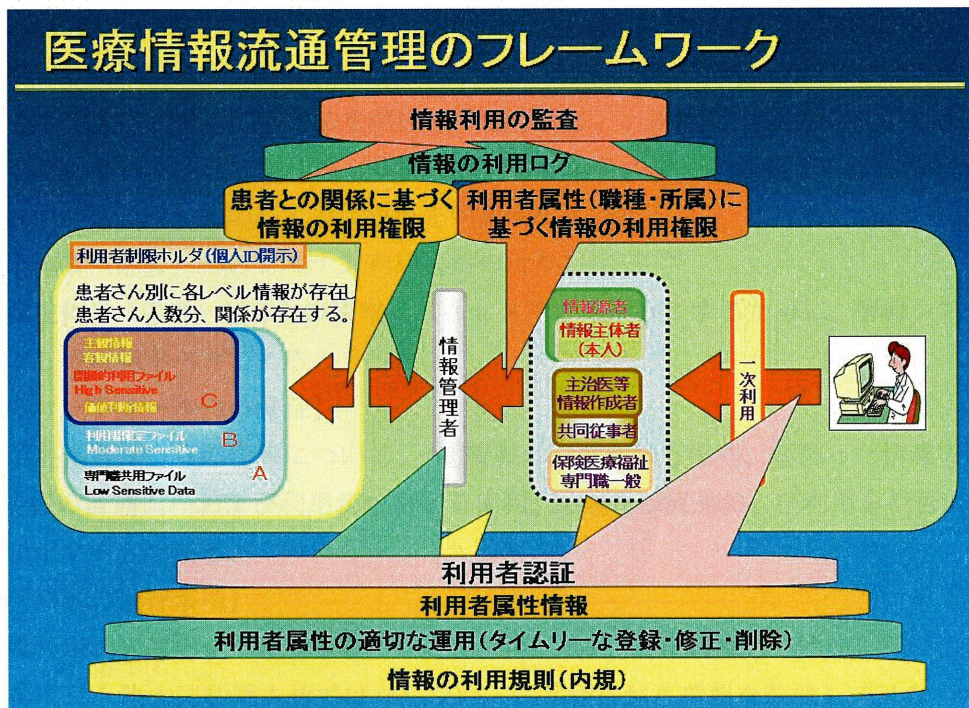 医療情報流通管理のフレームワーク
情報利用の監査
情報の利用ログ
患者との関係に基づく
情報の利用権限
利用者属性(職種・所属)に
基づく情報の利用権限
利用者制限ホルダ(個人ID開示)
患者さん別に各レベル情報が存在し
患者さん人数分、関係が存在する。
主観情報
客観情報
High Sensitive
C
価値判断情報
利用者限定ファイル
B
Moderate Sensitive
A
専門職共用ファイル
Low Sensitive Data
情報管理者
情報源者
情報主体者
(本人)
主治医等
情報作成者
共同従事者
保険医療福祉
専門職一般
一次利用
利用者認証
利用者属性情報
利用者属性の適切な運用(タイムリーな登録・修正・削除)
情報の利用規則(内規)